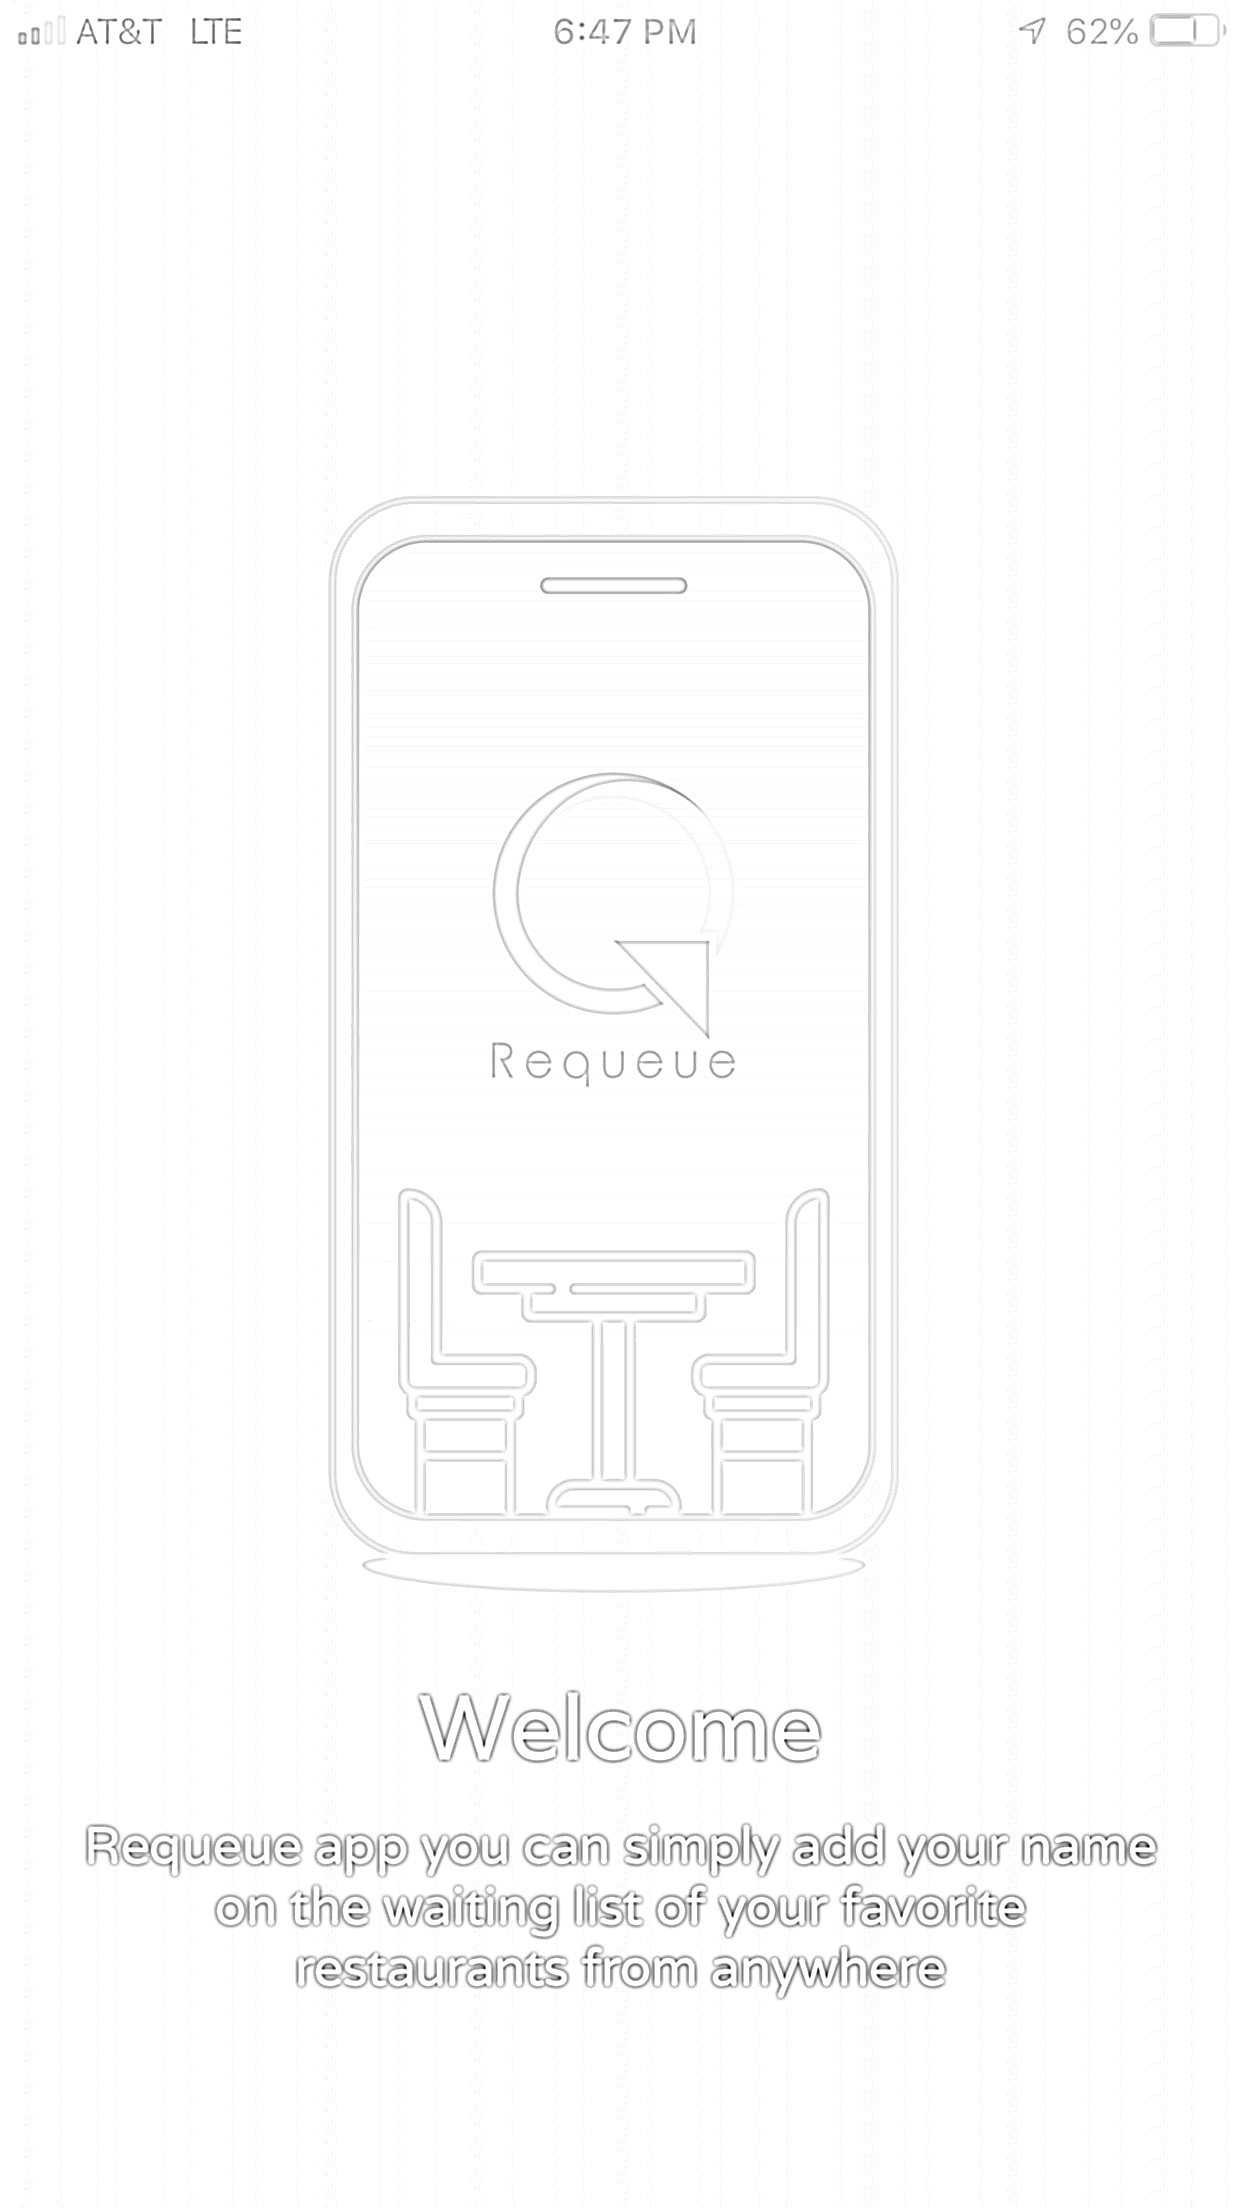 AT&T LTE 6:47 PM 62%
Requeue
Welcome
Requeue app you can simply add your name
on the waiting list of your favorite
restaurants from anywhere